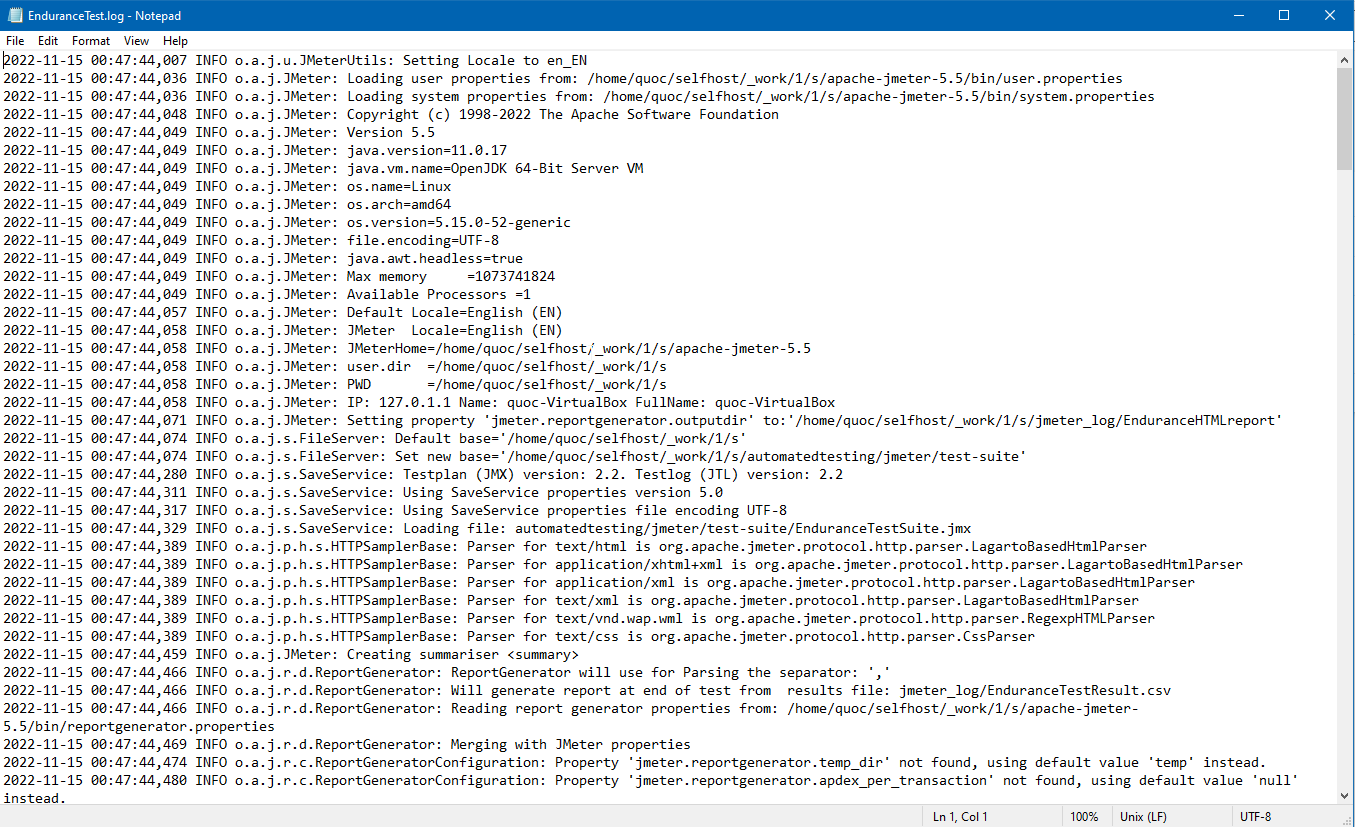 EnduranceTest.log - Notepad
File Edit Format View Help
2022-11-15 00:47:44,007 INFO o.a.j.u.JMeterUtils: Setting Locale to en_EN
2022-11-15 00:47:44,036 INFO o.a.j.JMeter: Loading user properties from: /home/quoc/selfhost/_work/1/s/apache-jmeter-5.5/bin/user.properties
2022-11-15 00:47:44,036 INFO o.a.j.JMeter: Loading system properties from: /home/quoc/selfhost/_work/1/s/apache-jmeter-5.5/bin/system.properties
2022-11-15 00:47:44,048 INFO o.a.j.JMeter: Copyright (c) 1998-2022 The Apache Software Foundation
2022-11-15 00:47:44,049 INFO o.a.j.JMeter: Version 5.5
2022-11-15 00:47:44,049 INFO o.a.j.JMeter: java.version=11.0.17
2022-11-15 00:47:44,049 INFO o.a.j.JMeter: java.vm.name=OpenJDK 64-Bit Server VM
2022-11-15 00:47:44,049 INFO o.a.j.JMeter: os.name=Linux
2022-11-15 00:47:44,049 INFO o.a.j.JMeter: os.arch=amd64
2022-11-15 00:47:44,049 INFO o.a.j.JMeter: os.version=5.15.0-52-generic
2022-11-15 00:47:44,049 INFO o.a.j.JMeter: file.encoding=UTF-8
2022-11-15 00:47:44,049 INFO o.a.j.JMeter: java.awt.headless=true
2022-11-15 00:47:44,049 INFO o.a.j.JMeter: Max memory     =1073741824
2022-11-15 00:47:44,049 INFO o.a.j.JMeter: Available Processors =1
2022-11-15 00:47:44,057 INFO o.a.j.JMeter: Default Locale=English (EN)
2022-11-15 00:47:44,058 INFO o.a.j.JMeter: JMeter  Locale=English (EN)
2022-11-15 00:47:44,058 INFO o.a.j.JMeter: JMeterHome=/home/quoc/selfhost/_work/1/s/apache-jmeter-5.5
2022-11-15 00:47:44,058 INFO o.a.j.JMeter: user.dir  =/home/quoc/selfhost/_work/1/s
2022-11-15 00:47:44,058 INFO o.a.j.JMeter: PWD       =/home/quoc/selfhost/_work/1/s
2022-11-15 00:47:44,058 INFO o.a.j.JMeter: IP: 127.0.1.1 Name: quoc-VirtualBox FullName: quoc-VirtualBox
2022-11-15 00:47:44,071 INFO o.a.j.JMeter: Setting property 'jmeter.reportgenerator.outputdir' to:'/home/quoc/selfhost/_work/1/s/jmeter_log/EnduranceHTMLreport'
2022-11-15 00:47:44,074 INFO o.a.j.s.FileServer: Default base='/home/quoc/selfhost/_work/1/s'
2022-11-15 00:47:44,074 INFO o.a.j.s.FileServer: Set new base='/home/quoc/selfhost/_work/1/s/automatedtesting/jmeter/test-suite'
2022-11-15 00:47:44,280 INFO o.a.j.s.SaveService: Testplan (JMX) version: 2.2. Testlog (JTL) version: 2.2
2022-11-15 00:47:44,311 INFO o.a.j.s.SaveService: Using SaveService properties version 5.0
2022-11-15 00:47:44,317 INFO o.a.j.s.SaveService: Using SaveService properties file encoding UTF-8
2022-11-15 00:47:44,329 INFO o.a.j.s.SaveService: Loading file: automatedtesting/jmeter/test-suite/EnduranceTestSuite.jmx
2022-11-15 00:47:44,389 INFO o.a.j.p.h.s.HTTPSamplerBase: Parser for text/html is org.apache.jmeter.protocol.http.parser.LagartoBasedHtmlParser
2022-11-15 00:47:44,389 INFO o.a.j.p.h.s.HTTPSamplerBase: Parser for application/xhtml+xml is org.apache.jmeter.protocol.http.parser.LagartoBasedHtmlParser
2022-11-15 00:47:44,389 INFO o.a.j.p.h.s.HTTPSamplerBase: Parser for application/xml is org.apache.jmeter.protocol.http.parser.LagartoBasedHtmlParser
2022-11-15 00:47:44,389 INFO o.a.j.p.h.s.HTTPSamplerBase: Parser for text/xml is org.apache.jmeter.protocol.http.parser.LagartoBasedHtmlParser
2022-11-15 00:47:44,389 INFO o.a.j.p.h.s.HTTPSamplerBase: Parser for text/vnd.wap.wml is org.apache.jmeter.protocol.http.parser.RegexpHTMLParser
2022-11-15 00:47:44,389 INFO o.a.j.p.h.s.HTTPSamplerBase: Parser for text/css is org.apache.jmeter.protocol.http.parser.CssParser
2022-11-15 00:47:44,459 INFO o.a.j.JMeter: Creating summariser <summary>
2022-11-15 00:47:44,466 INFO o.a.j.r.d.ReportGenerator: ReportGenerator will use for Parsing the separator: ','
2022-11-15 00:47:44,466 INFO o.a.j.r.d.ReportGenerator: Will generate report at end of test from  results file: jmeter_log/EnduranceTestResult.csv
2022-11-15 00:47:44,466 INFO o.a.j.r.d.ReportGenerator: Reading report generator properties from: /home/quoc/selfhost/_work/1/s/apache-jmeter-
5.5/bin/reportgenerator.properties
2022-11-15 00:47:44,469 INFO o.a.j.r.d.ReportGenerator: Merging with JMeter properties
2022-11-15 00:47:44,474 INFO o.a.j.r.c.ReportGeneratorConfiguration: Property 'jmeter.reportgenerator.temp_dir' not found, using default value 'temp' instead.
2022-11-15 00:47:44,480 INFO o.a.j.r.c.ReportGeneratorConfiguration: Property 'jmeter.reportgenerator.apdex_per_transaction' not found, using default value 'null'
instead.
Ln 1, Col 1 100% Unix (LF) UTF-8